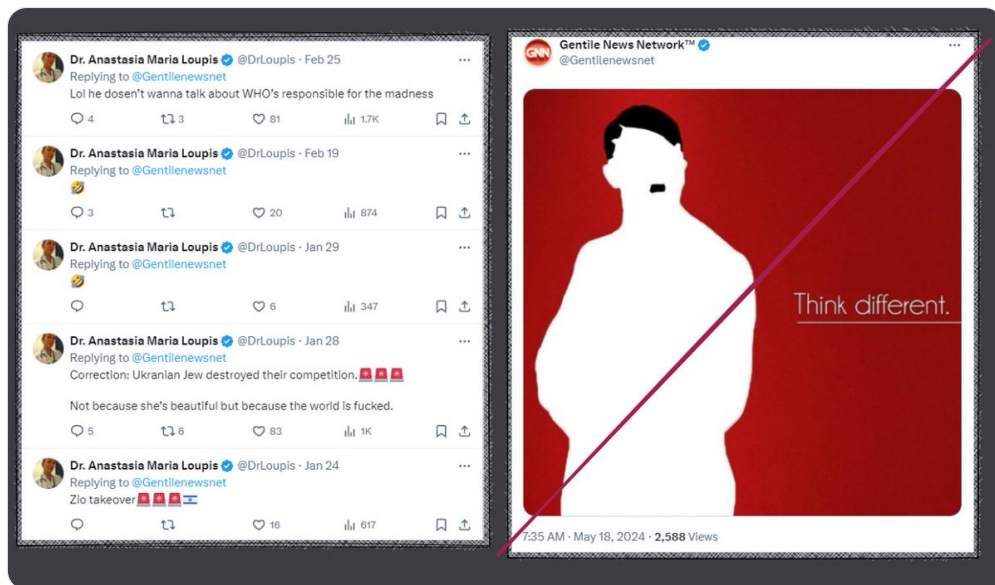 Dr. Anastasia Maria Loupis @DrLoupis · Feb 25
Replying to @Gentilenewsnet
Lol he dosen't wanna talk about WHO's responsible for the madness
4 3 81 1.7K
Dr. Anastasia Maria Loupis @DrLoupis · Feb 19
Replying to @Gentilenewsnet
🤣
3 20 874
Dr. Anastasia Maria Loupis @DrLoupis · Jan 29
Replying to @Gentilenewsnet
🤣
6 347
Dr. Anastasia Maria Loupis @DrLoupis · Jan 28
Replying to @Gentilenewsnet
Correction: Ukranian Jew destroyed their competition.🚨🚨🚨
Not because she's beautiful but because the world is fucked.
5 6 83 1K
Dr. Anastasia Maria Loupis @DrLoupis · Jan 24
Replying to @Gentilenewsnet
Zio takeover🚨🚨🚨🇮🇱
16 617
GNN
Gentile News Network™
@Gentilenewsnet
Think different.
7:35 AM · May 18, 2024 · 2,588 Views